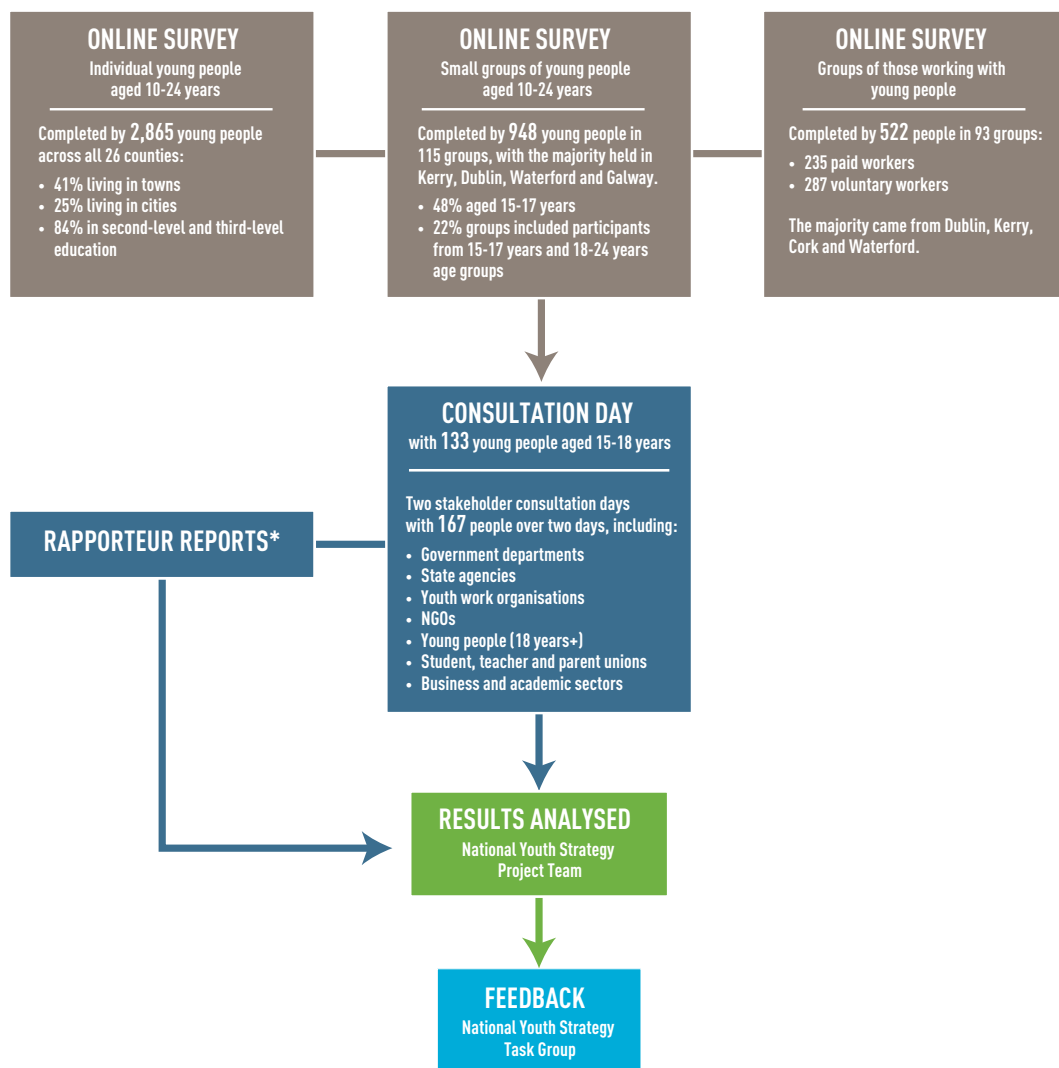 ONLINE SURVEY
Individual young people
aged 10-24 years
Completed by 2,865 young people
across all 26 counties:
• 41% living in towns
• 25% living in cities
• 84% in second-level and third-level
education
ONLINE SURVEY
Small groups of young people
aged 10-24 years
Completed by 948 young people in
115 groups, with the majority held in
Kerry, Dublin, Waterford and Galway.
• 48% aged 15-17 years
• 22% groups included participants
from 15-17 years and 18-24 years
age groups
ONLINE SURVEY
Groups of those working with
young people
Completed by 522 people in 93 groups:
• 235 paid workers
• 287 voluntary workers
The majority came from Dublin, Kerry,
Cork and Waterford.
CONSULTATION DAY
with 133 young people aged 15-18 years
Two stakeholder consultation days
with 167 people over two days, including:
• Government departments
• State agencies
• Youth work organisations
• NGOs
• Young people (18 years+)
• Student, teacher and parent unions
• Business and academic sectors
RAPPORTEUR REPORTS*
RESULTS ANALYSED
National Youth Strategy
Project Team
FEEDBACK
National Youth Strategy
Task Group